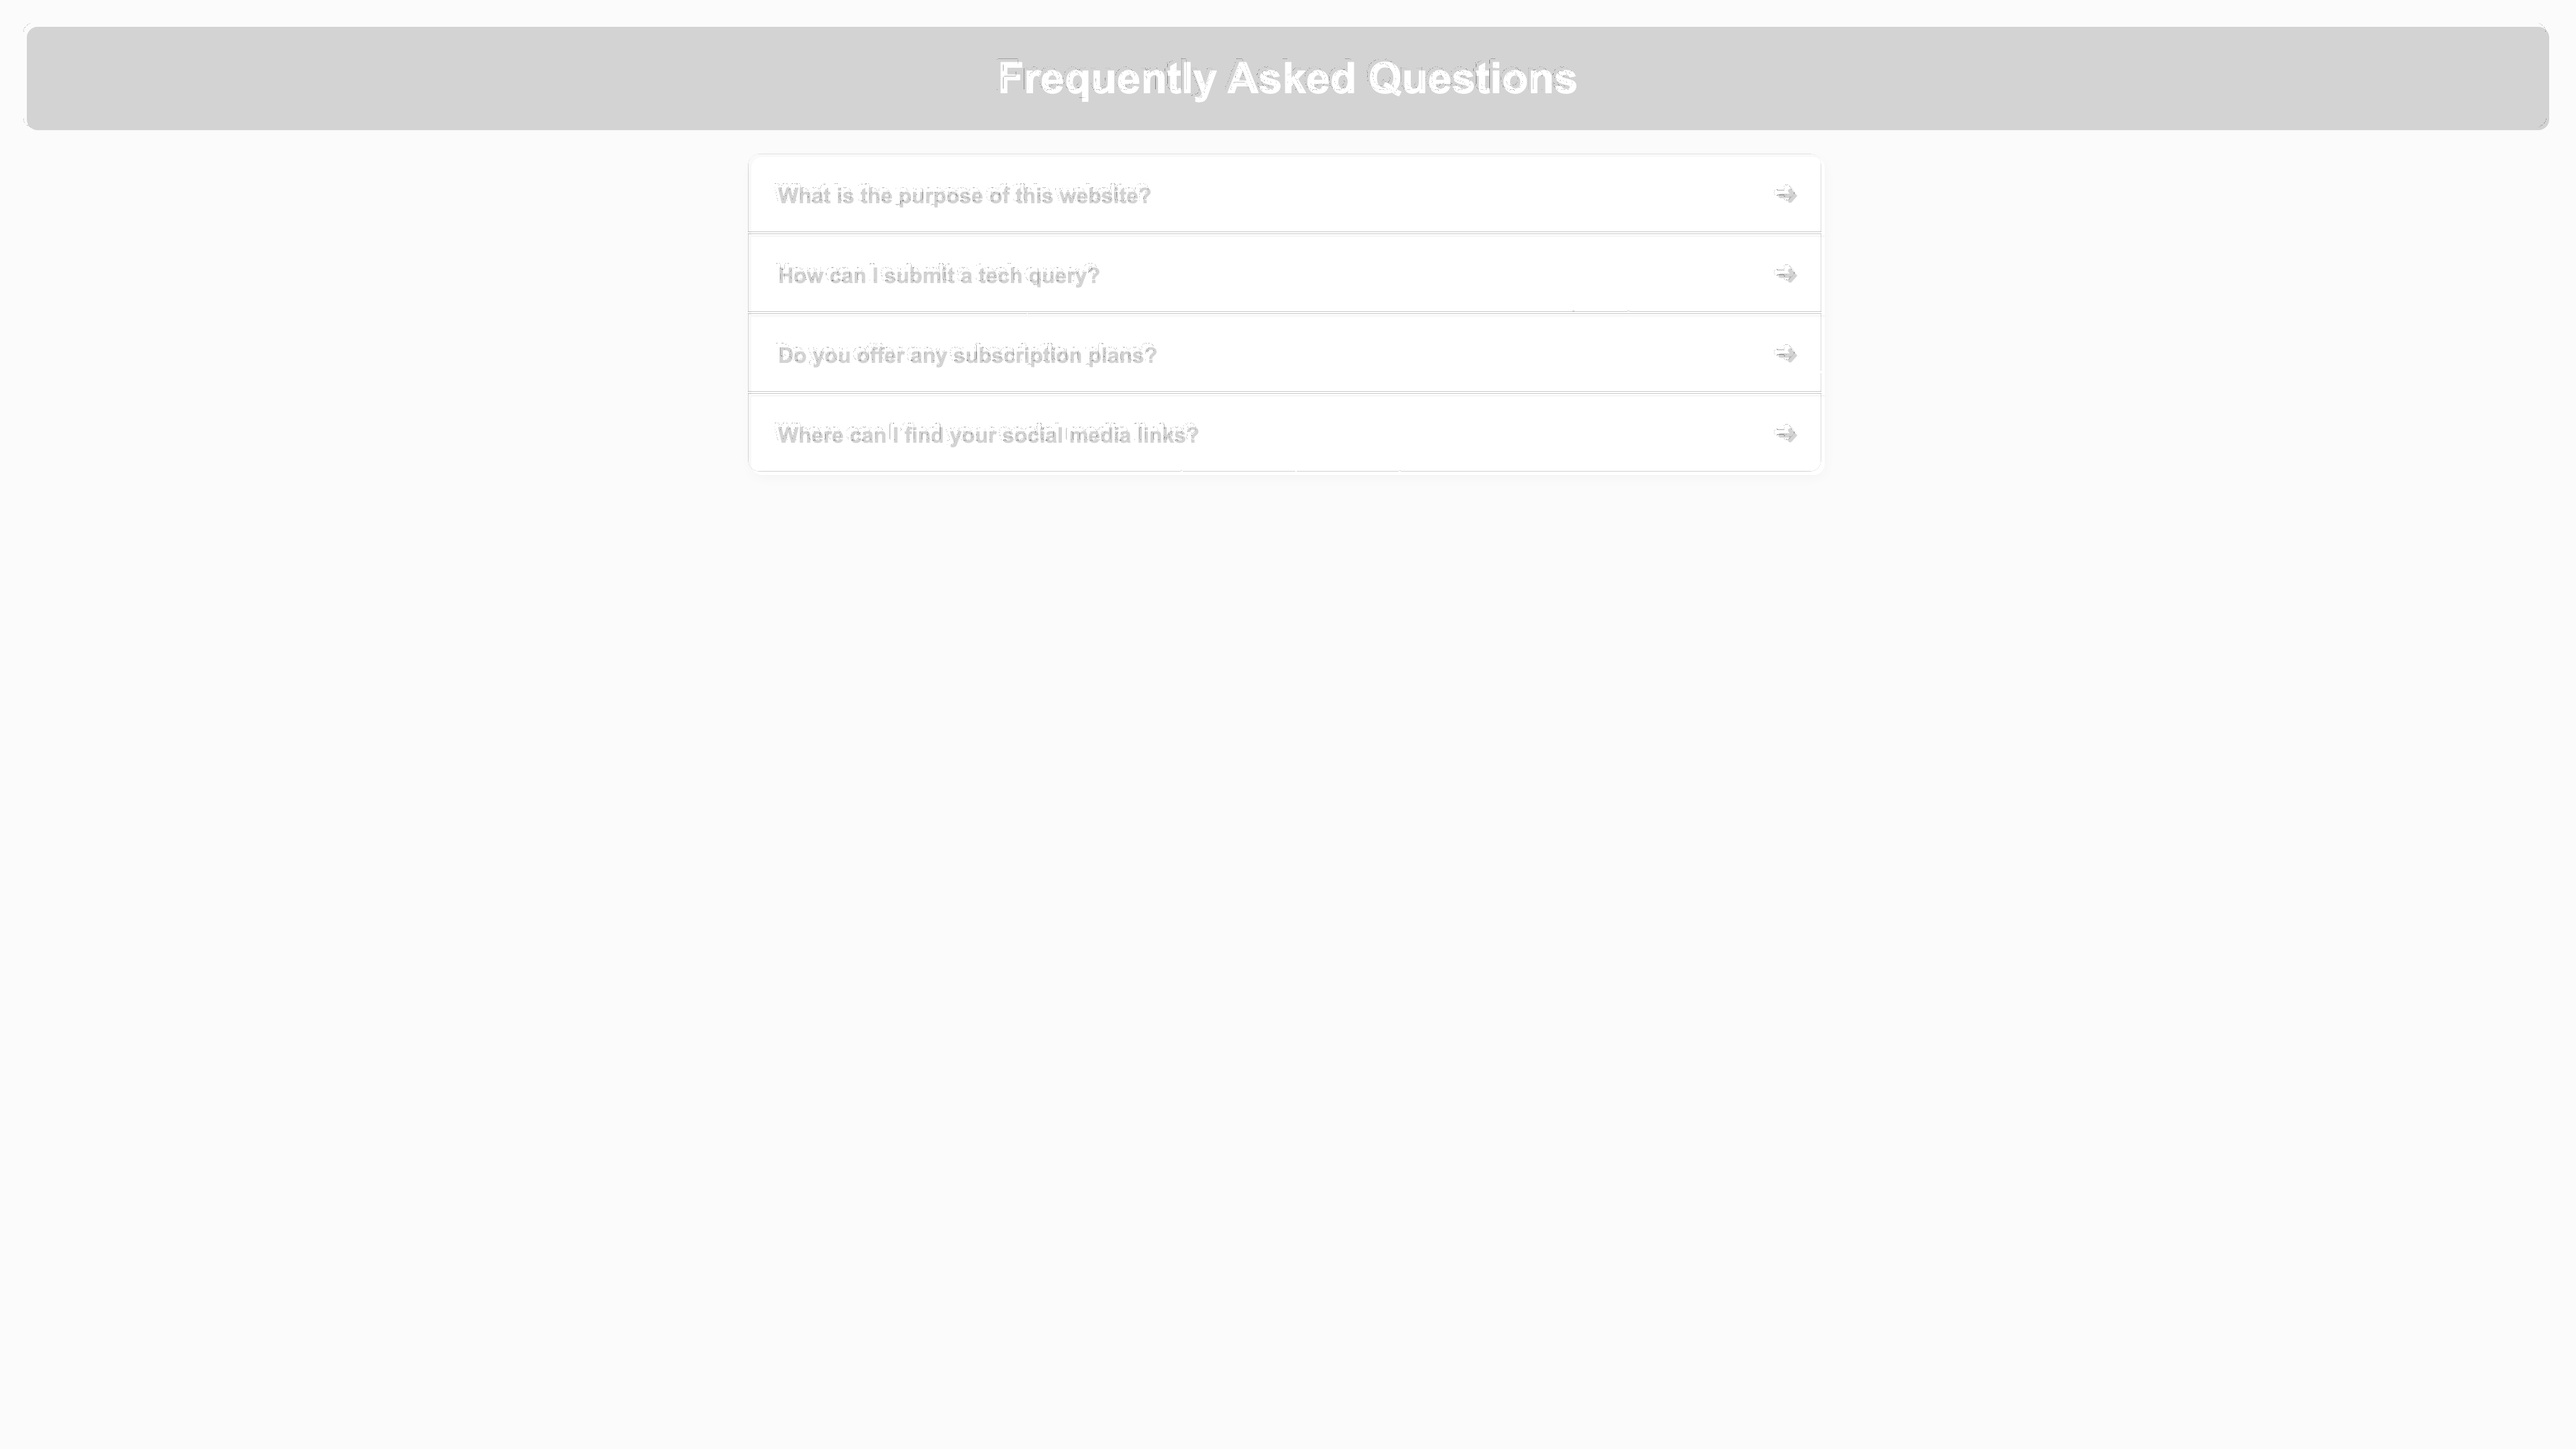 Frequently Asked Questions
What is the purpose of this website?
How can I submit a tech query?
Do you offer any subscription plans?
Where can I find your social media links?